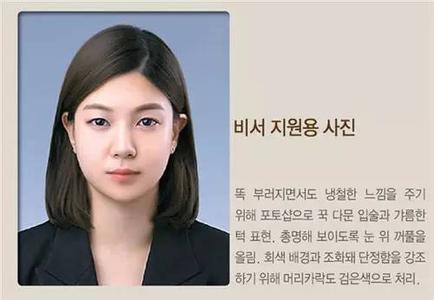 비서 지원용 사진
똑 부러지면서도 냉철한 느낌을 주기
위해 포토샵으로 꾹 다문 입술과 갸름한
턱 표현. 총명해 보이도록 눈 위 꺼풀을
올림. 회색 배경과 조화돼 단정함을 강조
하기 위해 머리카락도 검은색으로 처리.